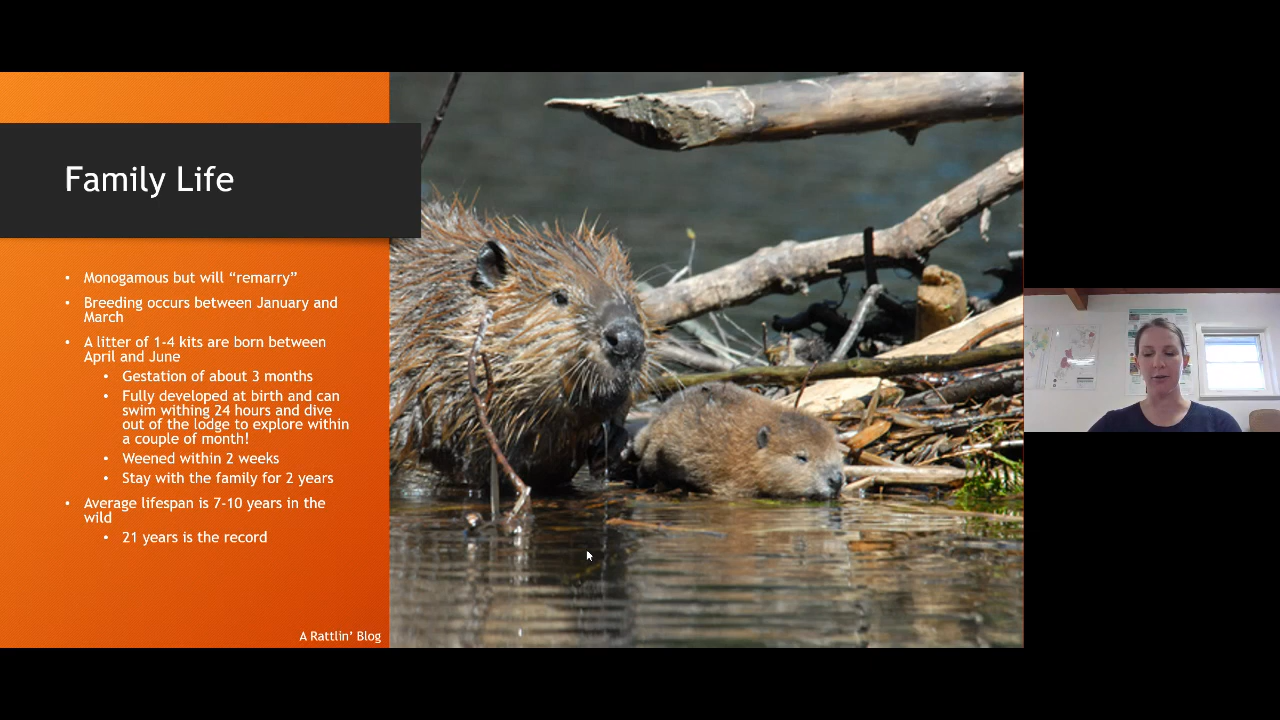 Family Life
• Monogamous but will “remarry”
• Breeding occurs between January and
March
• A litter of 1-4 kits are born between
April and June
• Gestation of about 3 months
• Fully developed at birth and can
swim withing 24 hours and dive
out of the lodge to explore within
a couple of month!
• Weened within 2 weeks
• Stay with the family for 2 years
• Average lifespan is 7-10 years in the
wild
• 21 years is the record
A Rattlin’ Blog